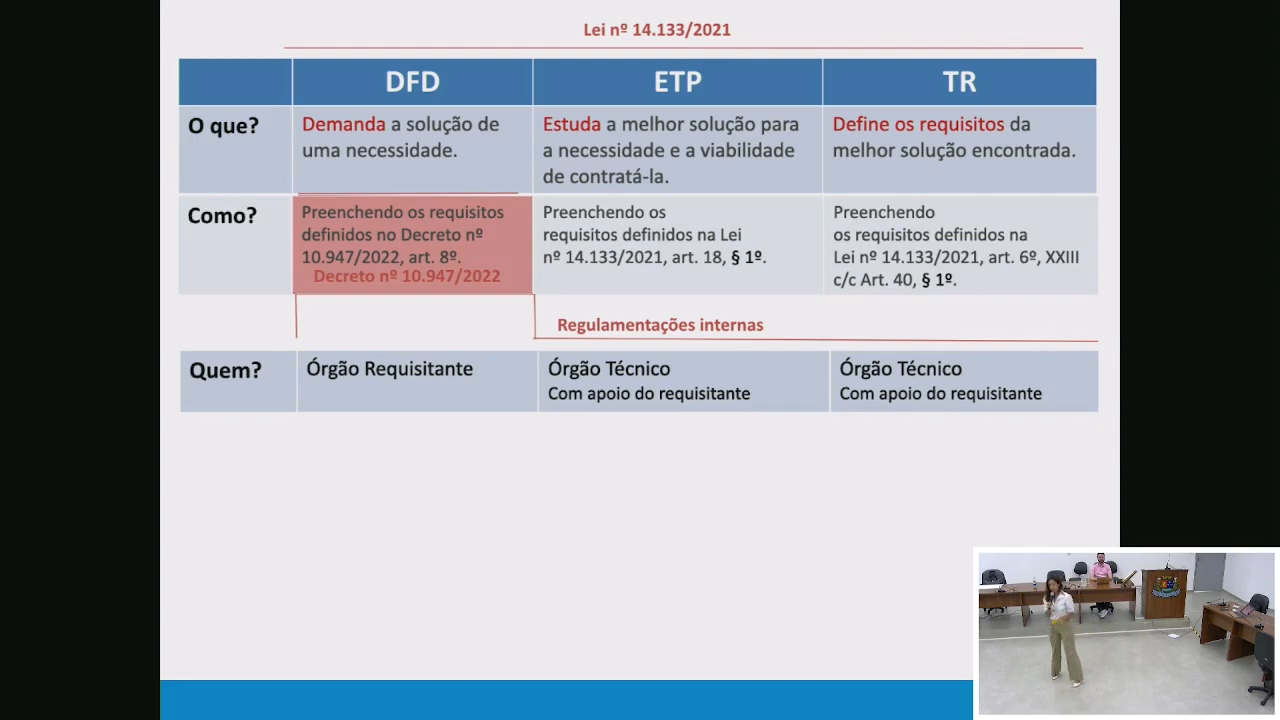 Lei nº 14.133/2021
DFD
ETP
TR
O que?
Demanda a solução de
uma necessidade.
Estuda a melhor solução para
a necessidade e a viabilidade
de contratá-la.
Define os requisitos da
melhor solução encontrada.
Como?
Preenchendo os requisitos
definidos no Decreto nº
10.947/2022, art. 8º.
Decreto nº 10.947/2022
Preenchendo os
requisitos definidos na Lei
nº 14.133/2021, art. 18, § 1º.
Preenchendo
os requisitos definidos na
Lei nº 14.133/2021, art. 6º, XXIII
c/c Art. 40, § 1º.
Regulamentações internas
Quem?
Órgão Requisitante
Órgão Técnico
Com apoio do requisitante
Órgão Técnico
Com apoio do requisitante